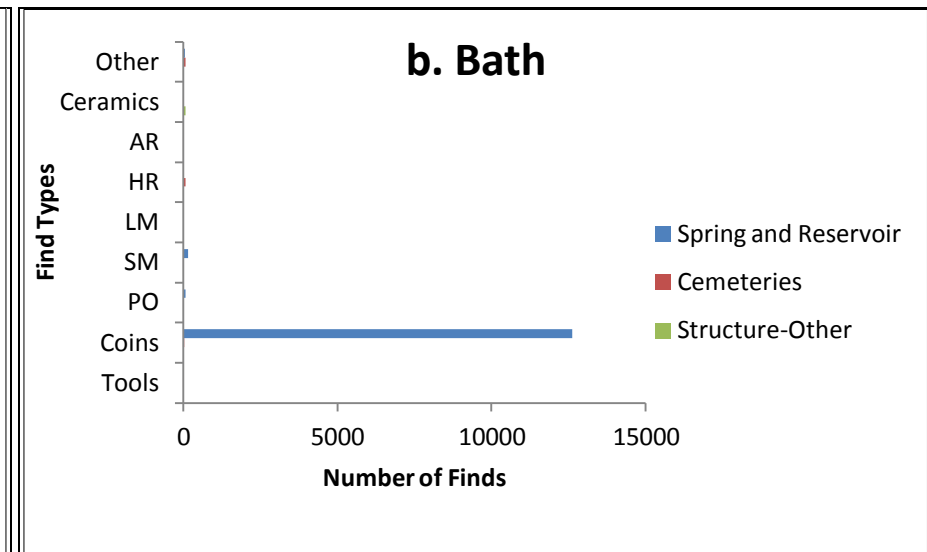 b. Bath
Find Types
Other
Ceramics
AR
HR
LM
SM
PO
Coins
Tools
0 5000 10000 15000
Number of Finds
Spring and Reservoir
Cemeteries
Structure-Other